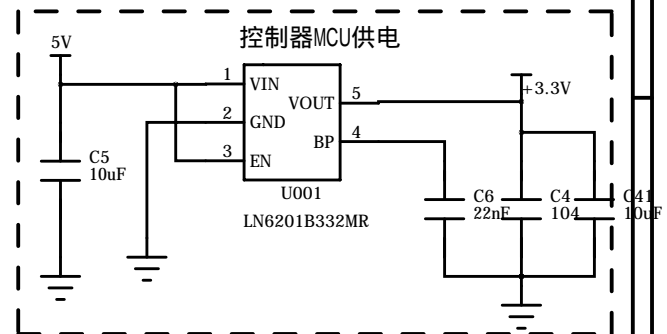 控制器MCU供电
5V
+3.3V
1
VIN
VOUT
5
2
GND
BP
4
3
EN
C5
10uF
U001
LN6201B332MR
C6
22nF
C4
104
C41
10uF